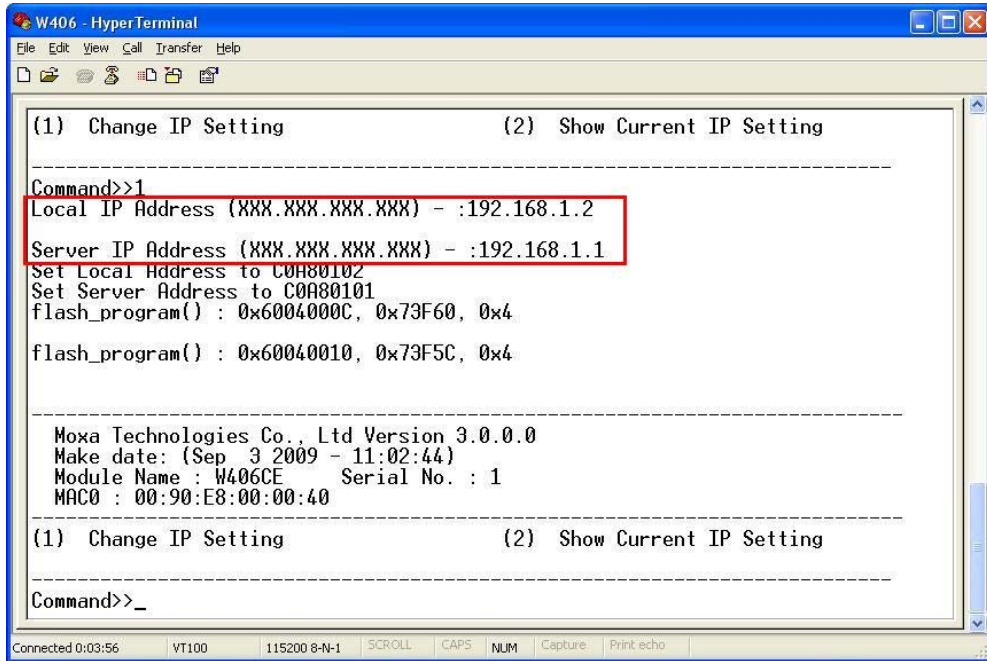 W406 - HyperTerminal
File Edit View Call Transfer Help
(1) Change IP Setting (2) Show Current IP Setting
--------------------------------------------------------------------------------
Command>>1
Local IP Address (XXX.XXX.XXX.XXX) - :192.168.1.2
Server IP Address (XXX.XXX.XXX.XXX) - :192.168.1.1
Set Local Address to C0A80102
Set Server Address to C0A80101
flash_program() : 0x6004000C, 0x73F60, 0x4
flash_program() : 0x60040010, 0x73F5C, 0x4
--------------------------------------------------------------------------------
Moxa Technologies Co., Ltd Version 3.0.0.0
Make date: (Sep 3 2009 - 11:02:44)
Module Name : W406CE Serial No. : 1
MAC0 : 00:90:E8:00:00:40
--------------------------------------------------------------------------------
(1) Change IP Setting (2) Show Current IP Setting
--------------------------------------------------------------------------------
Command>>_
Connected 0:03:56 VT100 115200 8-N-1 SCROLL CAPS NUM Capture Print echo